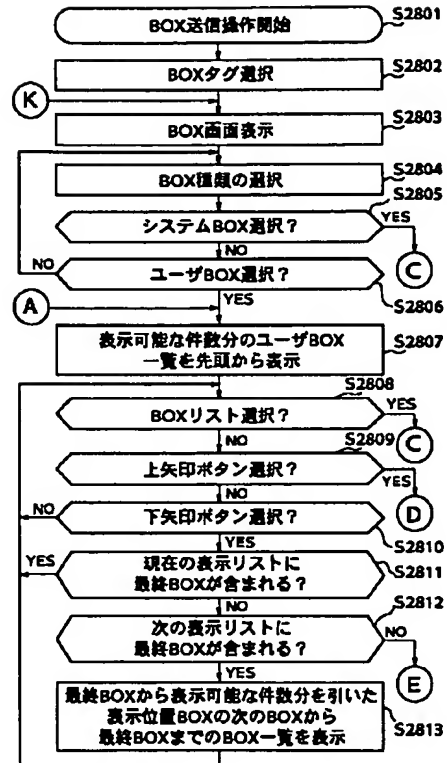 BOX送信操作開始
S2801
BOXタグ選択
S2802
K
BOX画面表示
S2803
BOX種類の選択
S2804
システムBOX選択？
S2805
YES
C
NO
ユーザBOX選択？
S2806
NO
YES
A
表示可能な件数分のユーザBOX
一覧を先頭から表示
S2807
BOXリスト選択？
S2808
YES
C
NO
上矢印ボタン選択？
S2809
YES
D
NO
下矢印ボタン選択？
S2810
NO
YES
現在の表示リストに
最終BOXが含まれる？
S2811
YES
NO
次の表示リストに
最終BOXが含まれる？
S2812
NO
E
YES
最終BOXから表示可能な件数分を引いた
表示位置BOXの次のBOXから
最終BOXまでのBOX一覧を表示
S2813